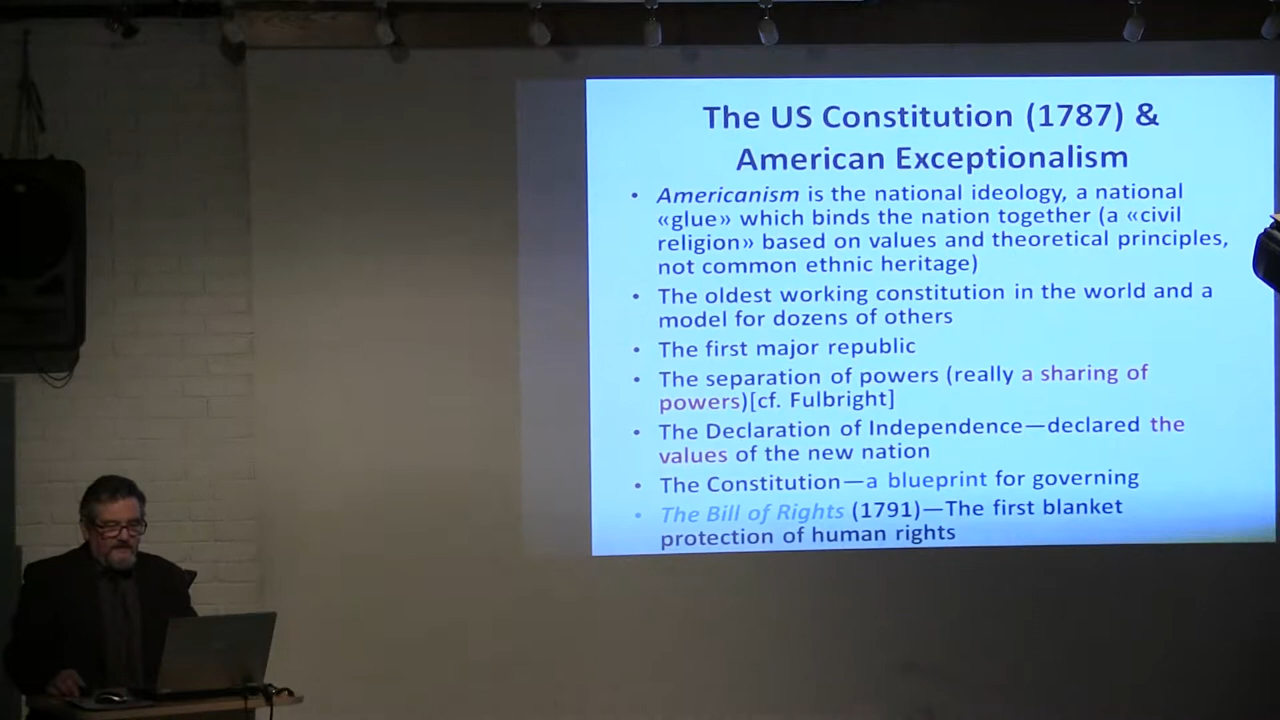 The US Constitution (1787) &
American Exceptionalism
• Americanism is the national ideology, a national
«glue» which binds the nation together (a «civil
religion» based on values and theoretical principles,
not common ethnic heritage)
• The oldest working constitution in the world and a
model for dozens of others
• The first major republic
• The separation of powers (really a sharing of
powers)[cf. Fulbright]
• The Declaration of Independence—declared the
values of the new nation
• The Constitution—a blueprint for governing
• The Bill of Rights (1791)—The first blanket
protection of human rights